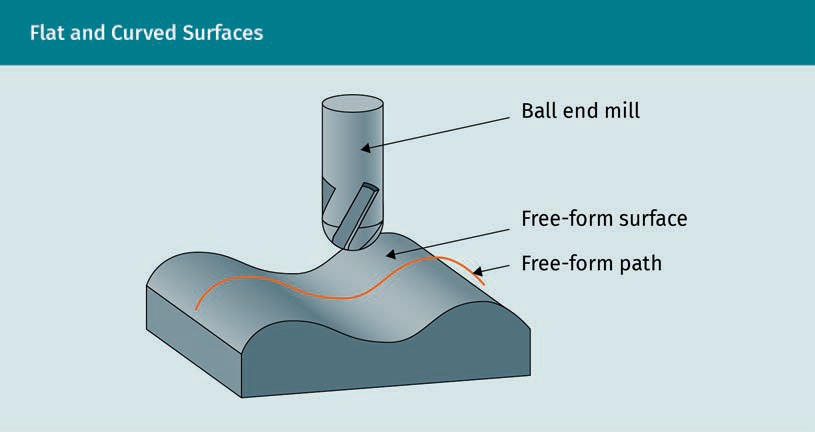 Flat and Curved Surfaces
Ball end mill
Free-form surface
Free-form path